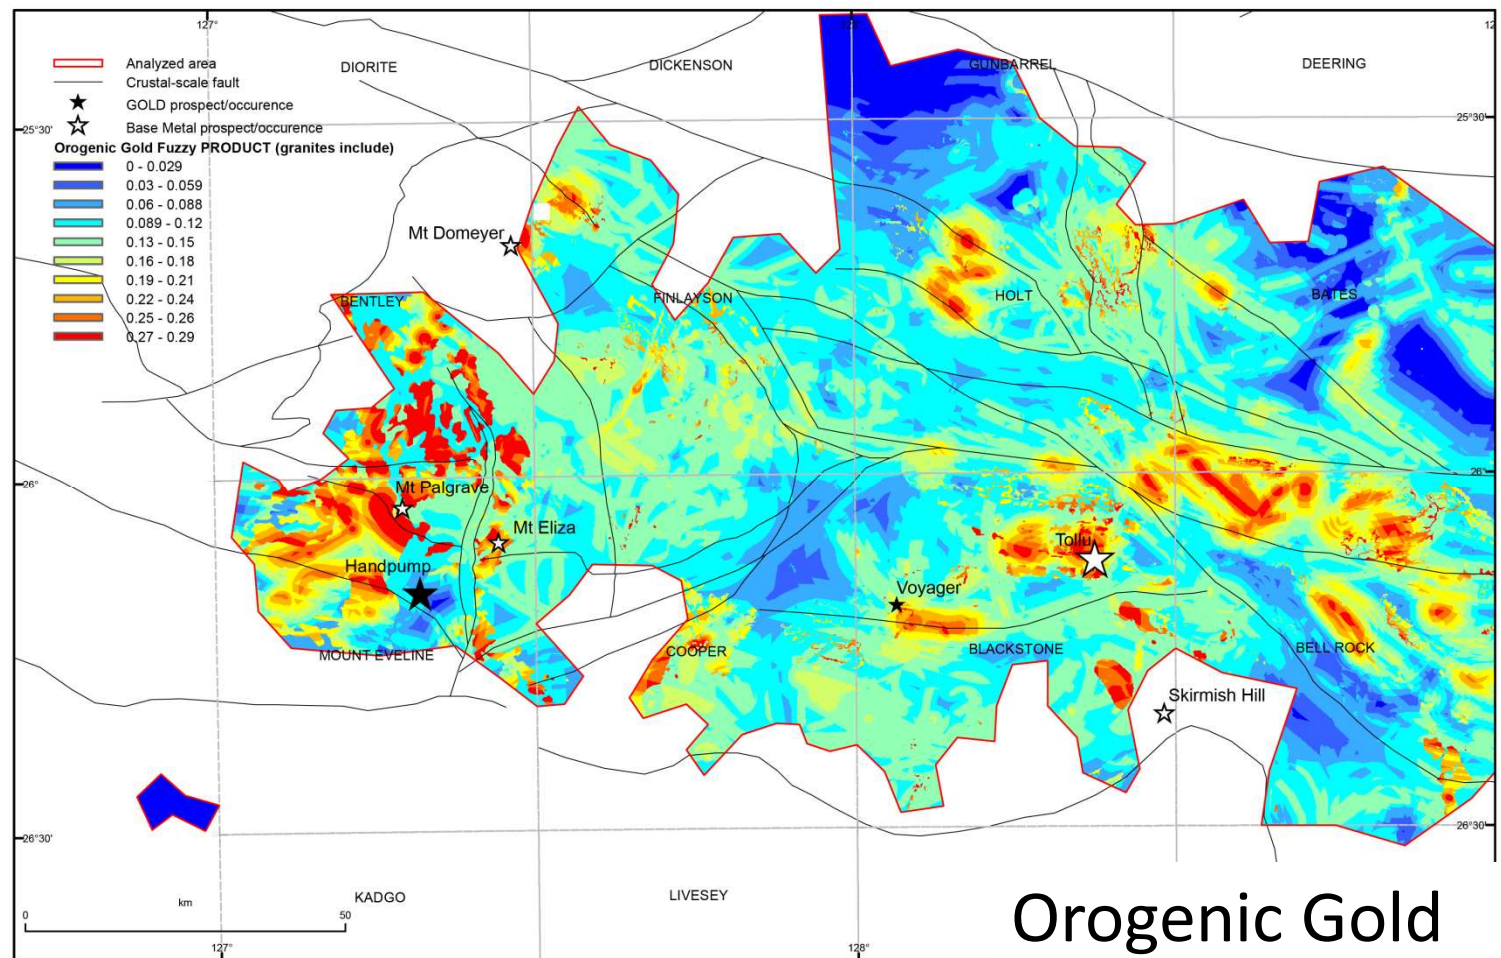 127°
12
DIORITE
DICKENSON
GUNBARREL
DEERING
Analyzed area
Crustal-scale fault
GOLD prospect/occurence
Base Metal prospect/occurence
25°30'
25°30'
Orogenic Gold Fuzzy PRODUCT (granites include)
0 - 0.029
0.03 - 0.059
0.06 - 0.088
0.089 - 0.12
0.13 - 0.15
0.16 - 0.18
0.19 - 0.21
0.22 - 0.24
0.25 - 0.26
0.27 - 0.29
Mt Domeyer
BENTLEY
FINLAYSON
HOLT
BATES
26°
26°
Mt Palgrave
Mt Eliza
Tollu
Handpump
Voyager
MOUNT EVELINE
COOPER
BLACKSTONE
BELL ROCK
Skirmish Hill
26°30'
26°30'
KADGO
LIVESEY
km
0
50
Orogenic Gold
127°
128°